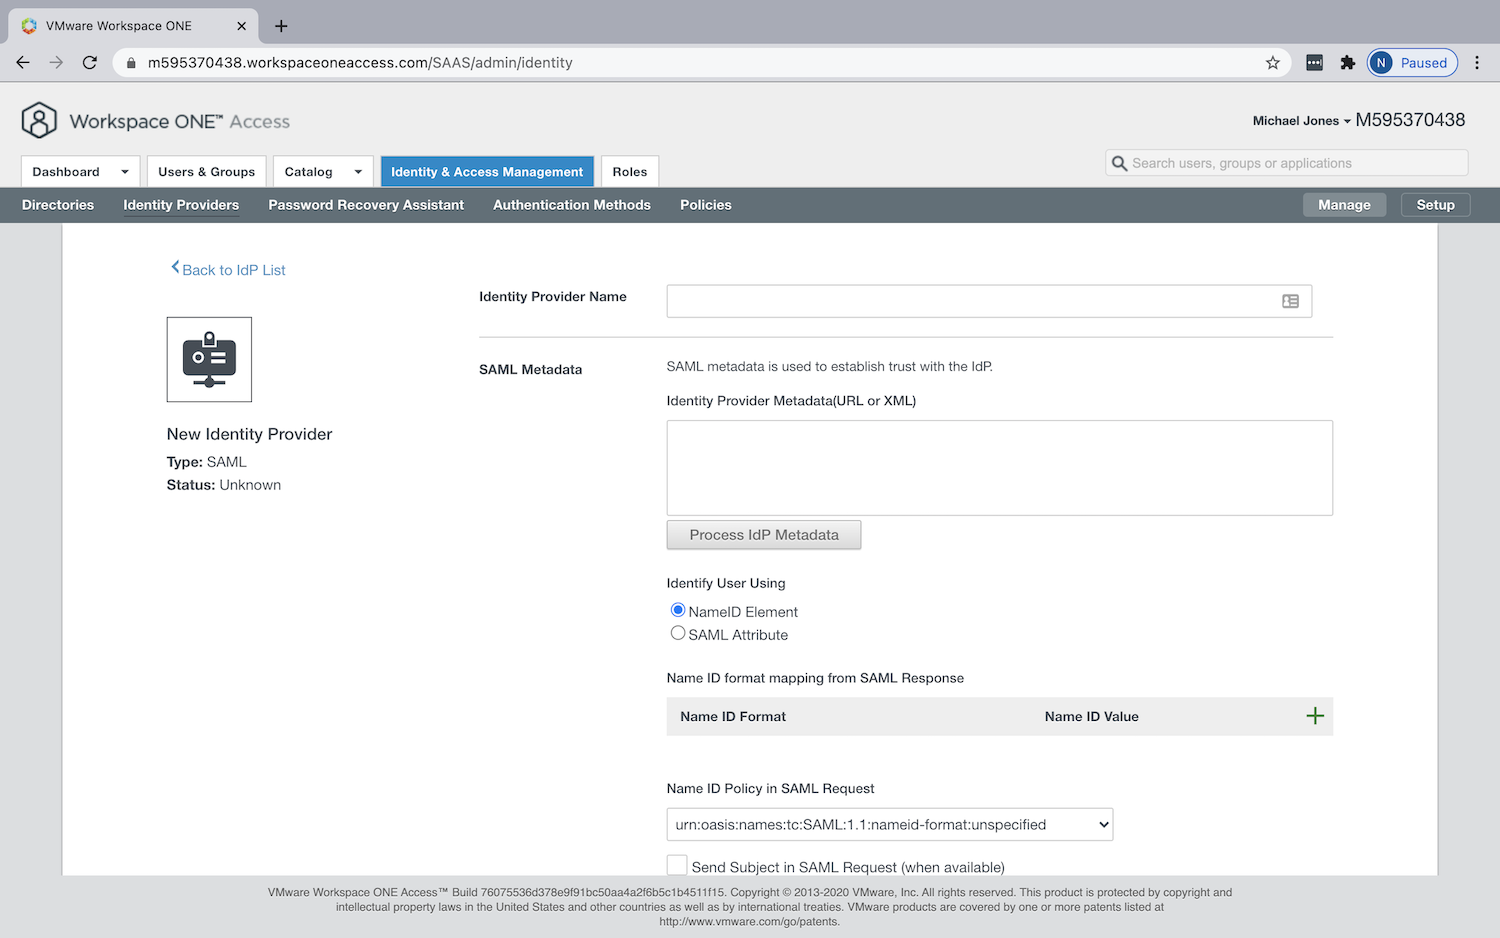 VMware Workspace ONE
m595370438.workspaceoneaccess.com/SAAS/admin/identity
N Paused
Workspace ONE™ Access
Michael Jones M595370438
Dashboard Users & Groups Catalog Identity & Access Management Roles
Search users, groups or applications
Directories Identity Providers Password Recovery Assistant Authentication Methods Policies Manage Setup
Back to IdP List
New Identity Provider
Type: SAML
Status: Unknown
Identity Provider Name
SAML Metadata
SAML metadata is used to establish trust with the IdP.
Identity Provider Metadata(URL or XML)
Process IdP Metadata
Identify User Using
NameID Element
SAML Attribute
Name ID format mapping from SAML Response
Name ID Format Name ID Value
Name ID Policy in SAML Request
urn:oasis:names:tc:SAML:1.1:nameid-format:unspecified
Send Subject in SAML Request (when available)
VMware Workspace ONE Access™ Build 76075536d378e9f91bc50aa4a2f6b5c1b4511f15. Copyright © 2013-2020 VMware, Inc. All rights reserved. This product is protected by copyright and
intellectual property laws in the United States and other countries as well as by international treaties. VMware products are covered by one or more patents listed at
http://www.vmware.com/go/patents.